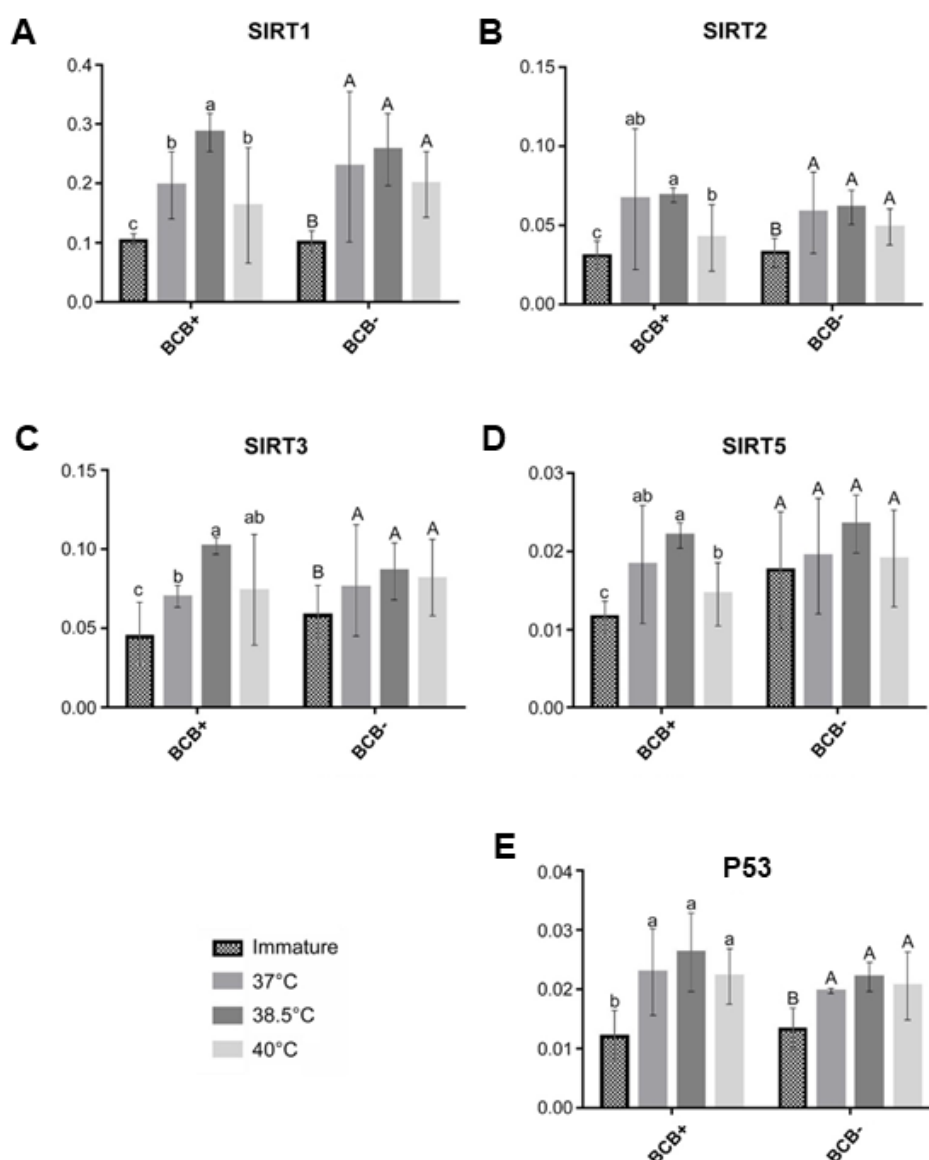 A
SIRT1
0.4
0.3
0.2
0.1
0.0
c
b
a
b
B
A
A
A
BCB+
BCB-
B
SIRT2
0.15
0.10
0.05
0.00
c
ab
a
b
B
A
A
A
BCB+
BCB-
C
SIRT3
0.15
0.10
0.05
0.00
c
b
a
ab
B
A
A
A
BCB+
BCB-
D
SIRT5
0.03
0.02
0.01
0.00
c
ab
a
b
A
A
A
A
BCB+
BCB-
E
P53
0.04
0.03
0.02
0.01
0.00
b
a
a
a
B
A
A
A
BCB+
BCB-
Immature
37°C
38.5°C
40°C